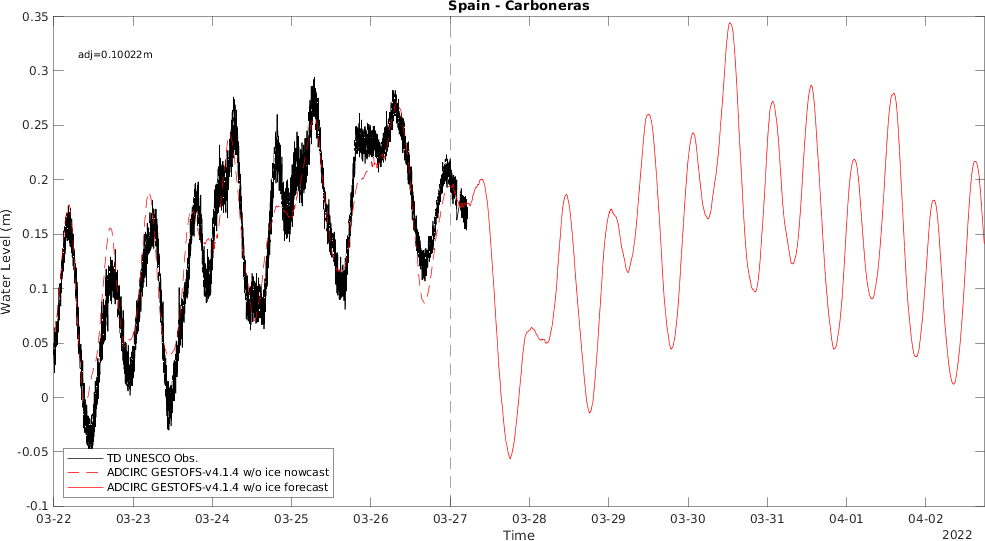 Spain - Carboneras
adj=0.10022m
0.35
0.3
0.25
0.2
0.15
0.1
0.05
0
-0.05
-0.1
Water Level (m)
TD UNESCO Obs.
ADCIRC GESTOFS-v4.1.4 w/o ice nowcast
ADCIRC GESTOFS-v4.1.4 w/o ice forecast
03-22 03-23 03-24 03-25 03-26 03-27 03-28 03-29 03-30 03-31 04-01 04-02
Time
2022